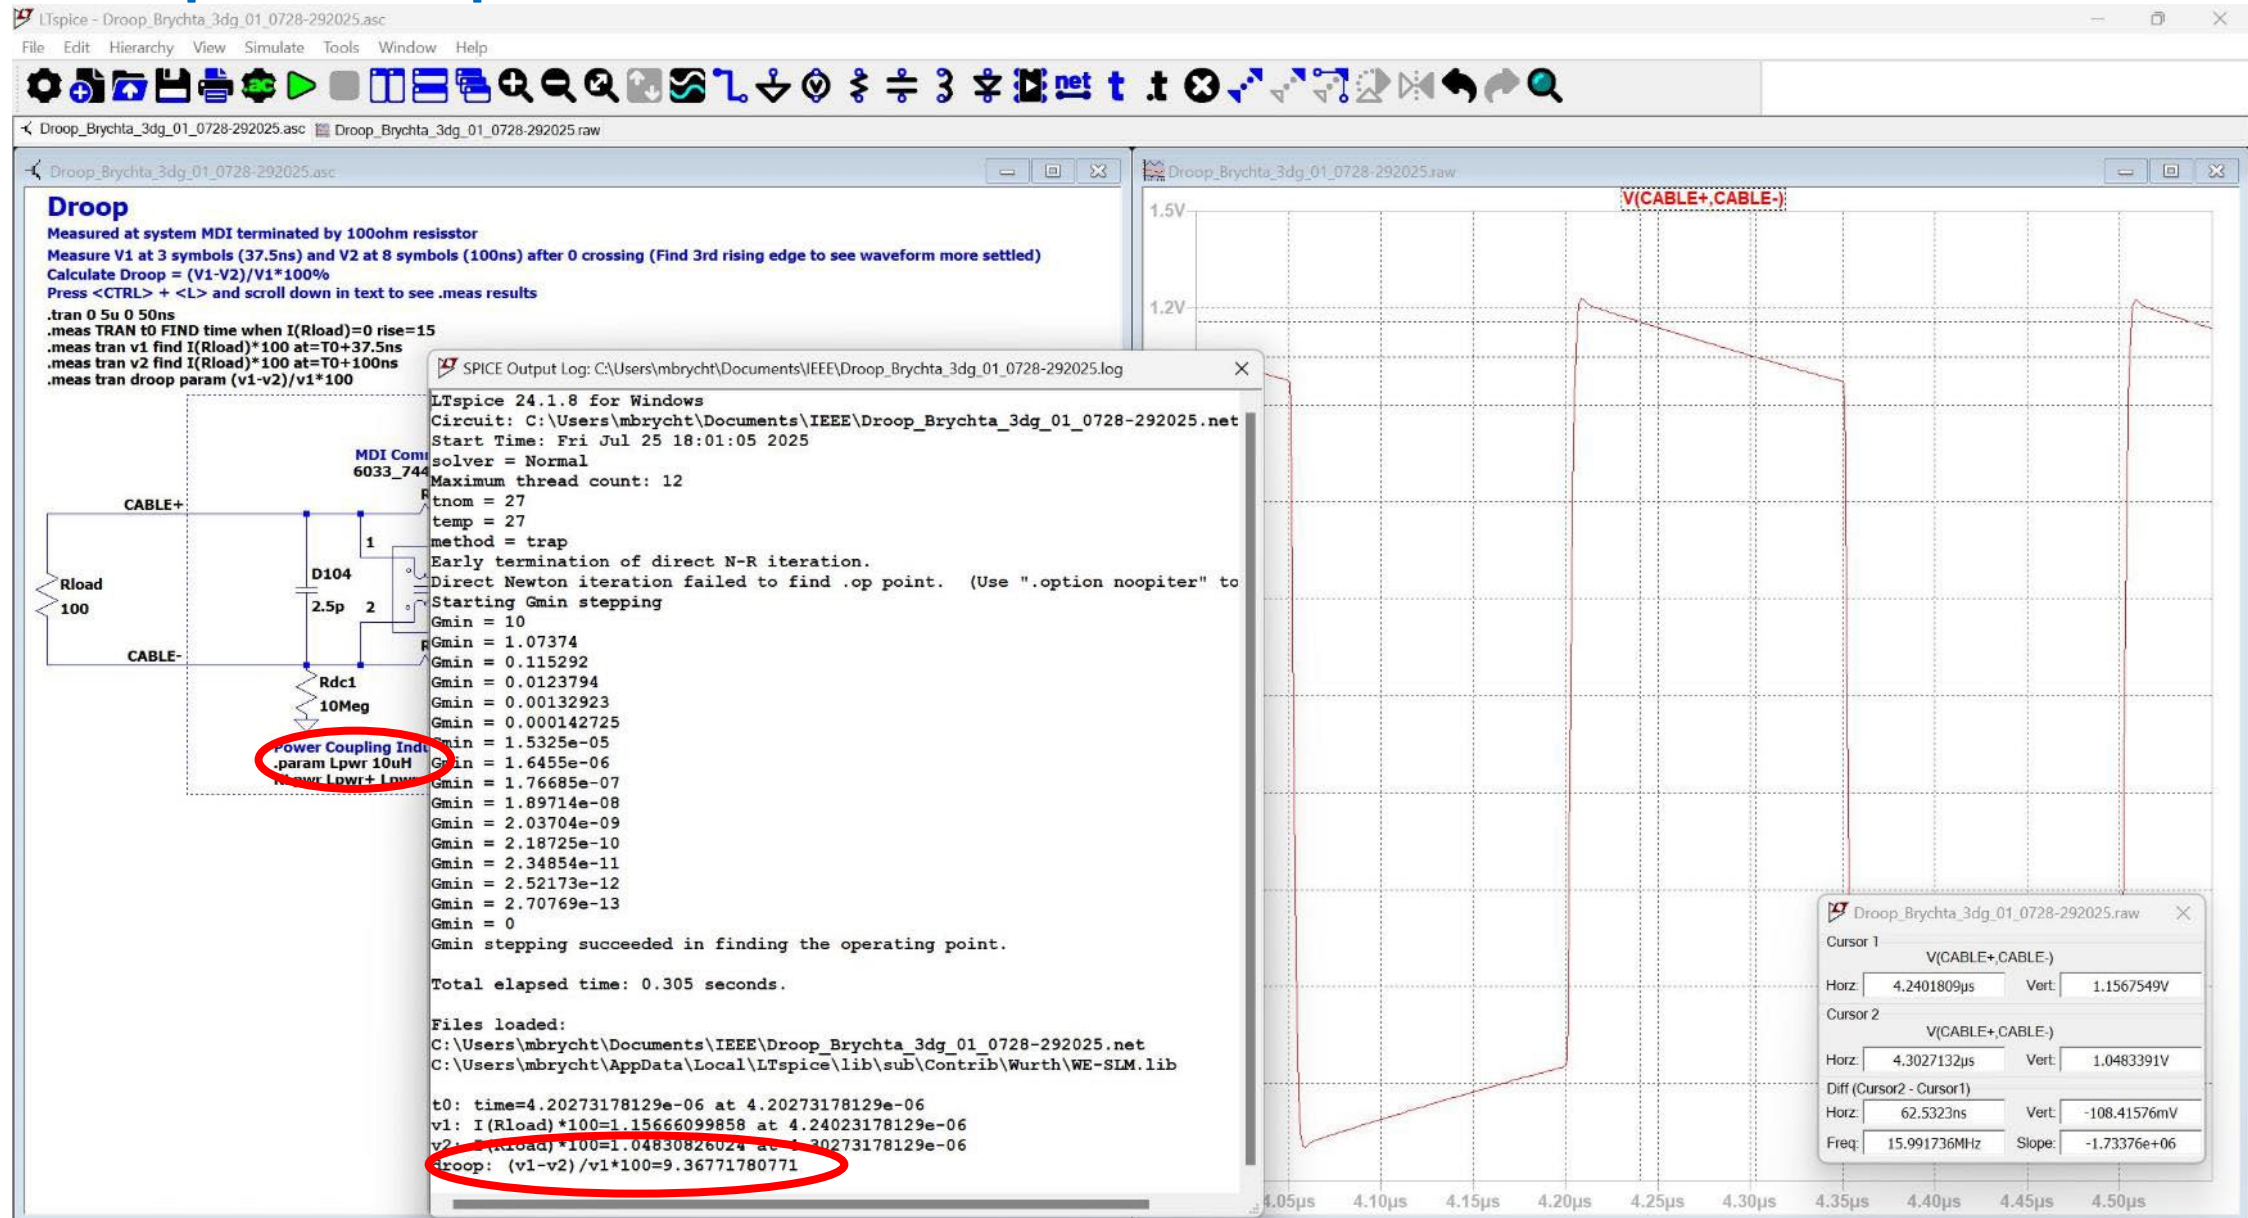 LTspice - Droop_Brychta_3dg_01_0728-292025.asc
File Edit Hierarchy View Simulate Tools Window Help
.ac
net t .t
Droop_Brychta_3dg_01_0728-292025.asc Droop_Brychta_3dg_01_0728-292025.raw
Droop_Brychta_3dg_01_0728-292025.asc
Droop
Measured at system MDI terminated by 100ohm resisstor
Measure V1 at 3 symbols (37.5ns) and V2 at 8 symbols (100ns) after 0 crossing (Find 3rd rising edge to see waveform more settled)
Calculate Droop = (V1-V2)/V1*100%
Press <CTRL> + <L> and scroll down in text to see .meas results
.tran 0 5u 0 50ns
.meas TRAN t0 FIND time when I(Rload)=0 rise=15
.meas tran v1 find I(Rload)*100 at=T0+37.5ns
.meas tran v2 find I(Rload)*100 at=T0+100ns
.meas tran droop param (v1-v2)/v1*100
MDI Com
6033_744
R
CABLE+
1
D104
2.5p
2
Rload
100
R
CABLE-
Rdc1
10Meg
Power Coupling Indu
.param Lpwr 10uH
Lpwr+
SPICE Output Log: C:\Users\mbrycht\Documents\IEEE\Droop_Brychta_3dg_01_0728-292025.log
LTspice 24.1.8 for Windows
Circuit: C:\Users\mbrycht\Documents\IEEE\Droop_Brychta_3dg_01_0728-292025.net
Start Time: Fri Jul 25 18:01:05 2025
solver = Normal
Maximum thread count: 12
tnom = 27
temp = 27
method = trap
Early termination of direct N-R iteration.
Direct Newton iteration failed to find .op point. (Use ".option noopiter" to
Starting Gmin stepping
Gmin = 10
Gmin = 1.07374
Gmin = 0.115292
Gmin = 0.0123794
Gmin = 0.00132923
Gmin = 0.000142725
Gmin = 1.5325e-05
Gmin = 1.6455e-06
Gmin = 1.76685e-07
Gmin = 1.89714e-08
Gmin = 2.03704e-09
Gmin = 2.18725e-10
Gmin = 2.34854e-11
Gmin = 2.52173e-12
Gmin = 2.70769e-13
Gmin = 0
Gmin stepping succeeded in finding the operating point.
Total elapsed time: 0.305 seconds.
Files loaded:
C:\Users\mbrycht\Documents\IEEE\Droop_Brychta_3dg_01_0728-292025.net
C:\Users\mbrycht\AppData\Local\LTspice\lib\sub\Contrib\Wurth\WE-SLM.lib
t0: time=4.20273178129e-06 at 4.20273178129e-06
v1: I(Rload)*100=1.15666099858 at 4.24023178129e-06
v2: I(Rload)*100=1.04830826024 at 4.30273178129e-06
droop: (v1-v2)/v1*100=9.36771780771
Droop_Brychta_3dg_01_0728-292025.raw
V(CABLE+,CABLE-)
1.5V
1.2V
4.05µs 4.10µs 4.15µs 4.20µs 4.25µs 4.30µs 4.35µs 4.40µs 4.45µs 4.50µs
Droop_Brychta_3dg_01_0728-292025.raw
Cursor 1
V(CABLE+,CABLE-)
Horz: 4.2401809µs Vert: 1.1567549V
Cursor 2
V(CABLE+,CABLE-)
Horz: 4.3027132µs Vert: 1.0483391V
Diff (Cursor2 - Cursor1)
Horz: 62.5323ns Vert: -108.41576mV
Freq: 15.991736MHz Slope: -1.73376e+06